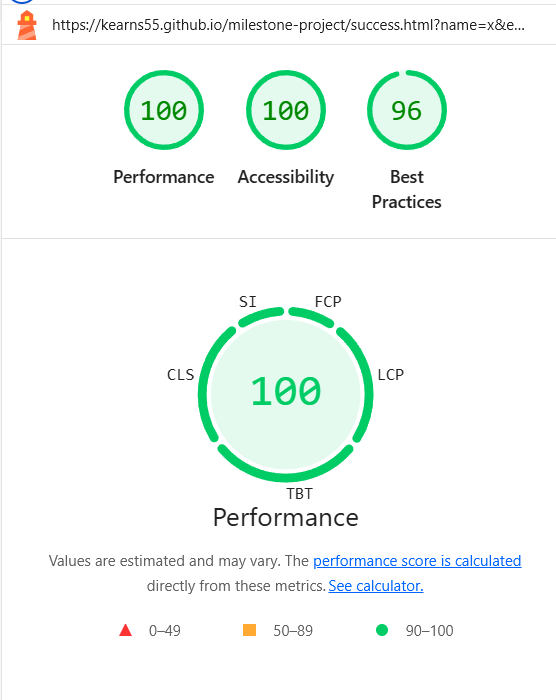 https://kearns55.github.io/milestone-project/success.html?name=x&e...
100 100 96
Performance Accessibility Best
Practices
SI FCP
CLS LCP
100
TBT
Performance
Values are estimated and may vary. The performance score is calculated
directly from these metrics. See calculator.
0–49 50–89 90–100